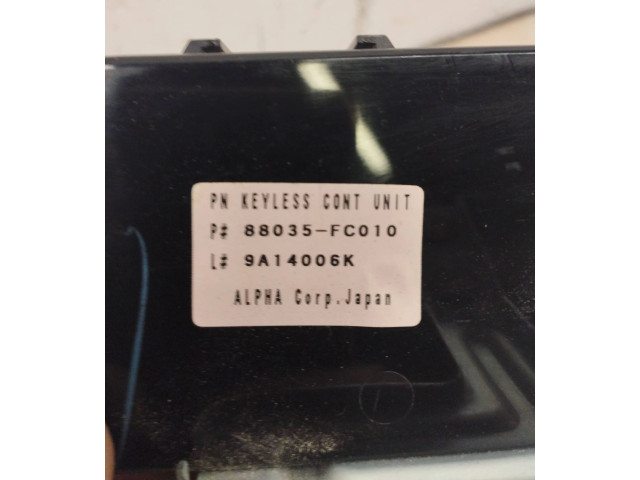 PN KEYLESS CONT UNIT
P# 88035-FC010
L# 9A14006K
ALPHA Corp.Japan